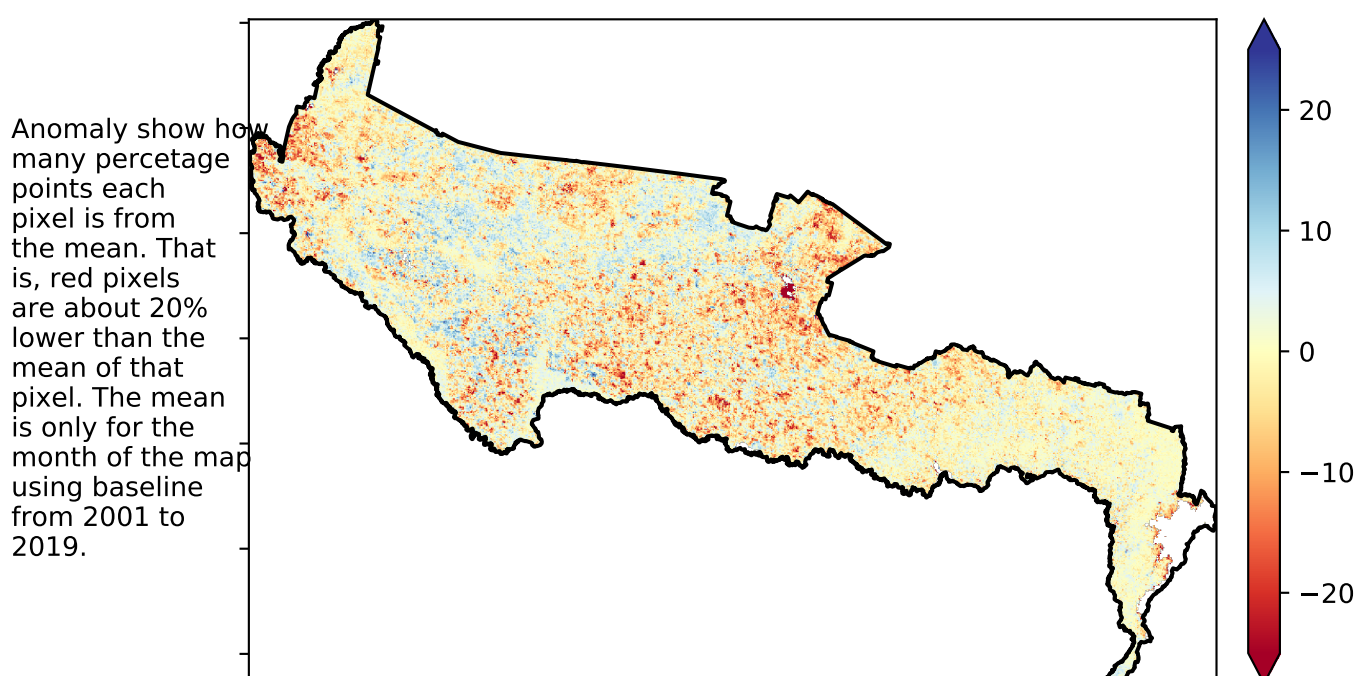 Anomaly show how
many percetage
points each
pixel is from
the mean. That
is, red pixels
are about 20%
lower than the
mean of that
pixel. The mean
is only for the
month of the map
using baseline
from 2001 to
2019.
20
10
0
−10
−20